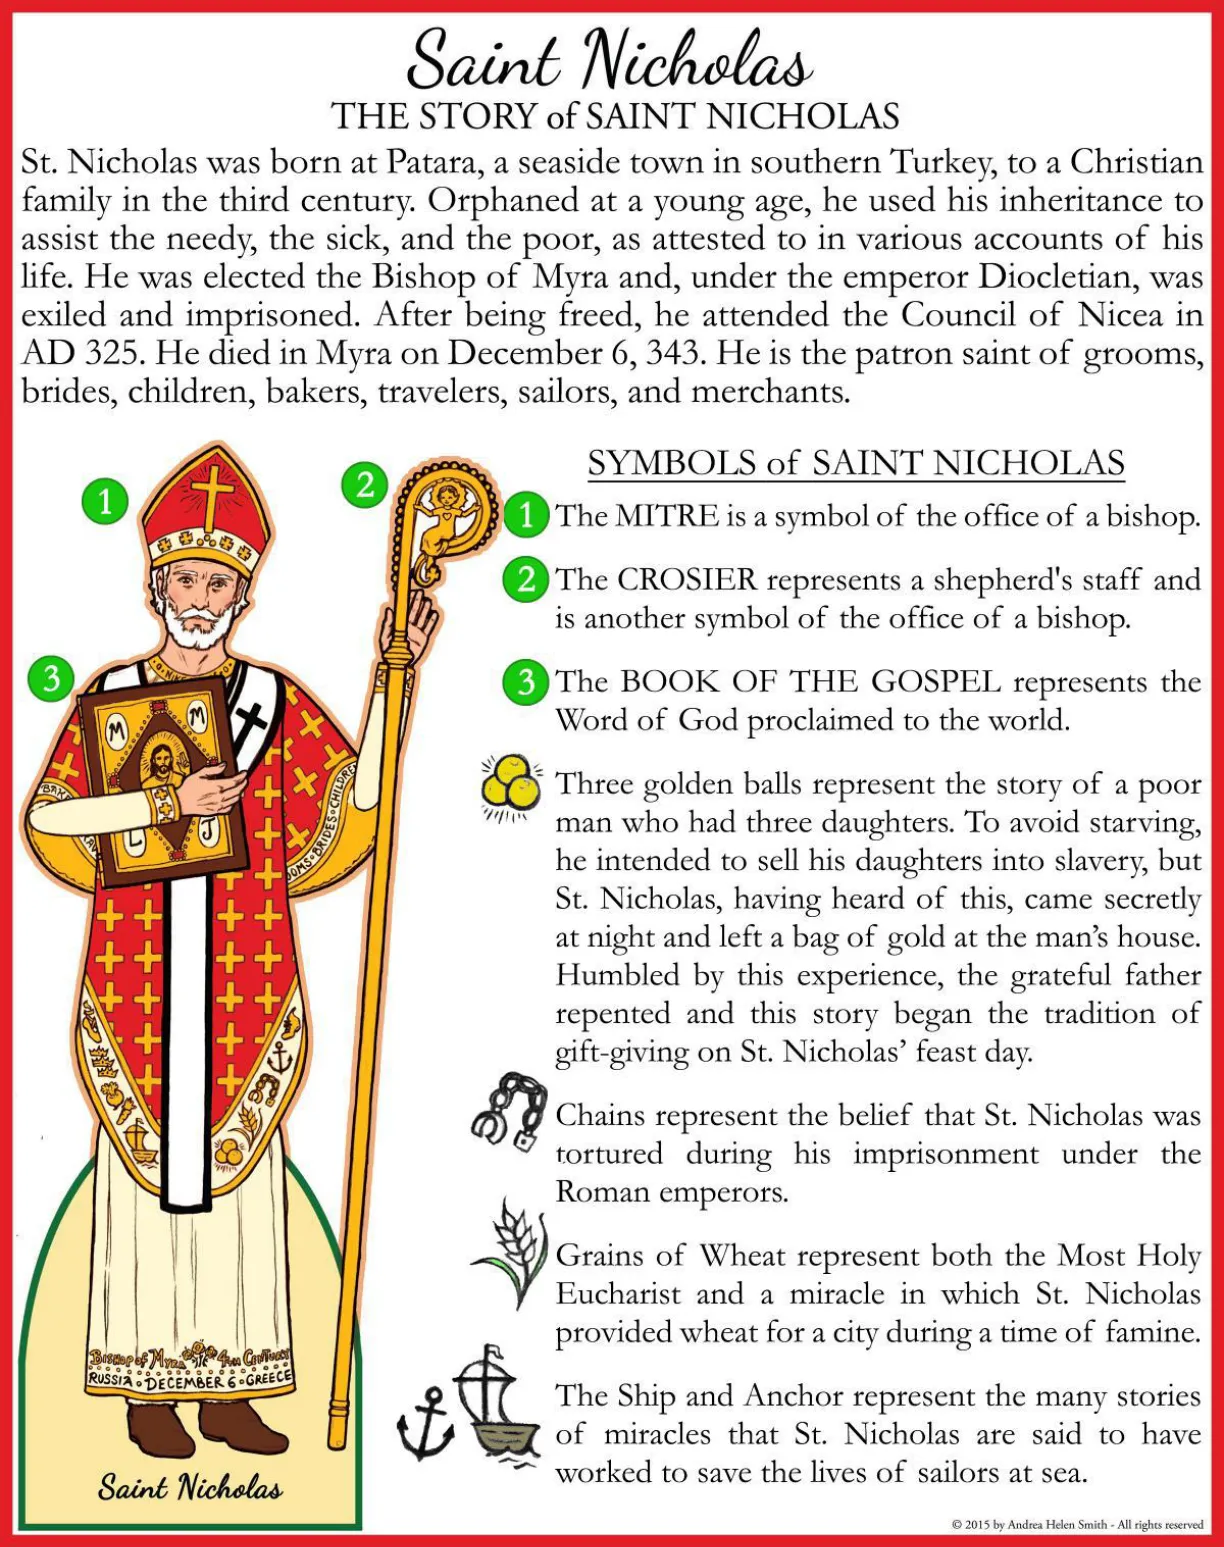 Saint Nicholas
THE STORY of SAINT NICHOLAS
St. Nicholas was born at Patara, a seaside town in southern Turkey, to a Christian
family in the third century. Orphaned at a young age, he used his inheritance to
assist the needy, the sick, and the poor, as attested to in various accounts of his
life. He was elected the Bishop of Myra and, under the emperor Diocletian, was
exiled and imprisoned. After being freed, he attended the Council of Nicea in
AD 325. He died in Myra on December 6, 343. He is the patron saint of grooms,
brides, children, bakers, travelers, sailors, and merchants.
1
2
3
M
M
L
J
BAKE
OOMS•BRIDES•CHILDREN
BISHOP of MYRA 4TH CENTURY
RUSSIA • DECEMBER 6 • GREECE
Saint Nicholas
SYMBOLS of SAINT NICHOLAS
1 The MITRE is a symbol of the office of a bishop.
2 The CROSIER represents a shepherd's staff and
is another symbol of the office of a bishop.
3 The BOOK OF THE GOSPEL represents the
Word of God proclaimed to the world.
Three golden balls represent the story of a poor
man who had three daughters. To avoid starving,
he intended to sell his daughters into slavery, but
St. Nicholas, having heard of this, came secretly
at night and left a bag of gold at the man’s house.
Humbled by this experience, the grateful father
repented and this story began the tradition of
gift-giving on St. Nicholas’ feast day.
Chains represent the belief that St. Nicholas was
tortured during his imprisonment under the
Roman emperors.
Grains of Wheat represent both the Most Holy
Eucharist and a miracle in which St. Nicholas
provided wheat for a city during a time of famine.
The Ship and Anchor represent the many stories
of miracles that St. Nicholas are said to have
worked to save the lives of sailors at sea.
© 2015 by Andrea Helen Smith - All rights reserved